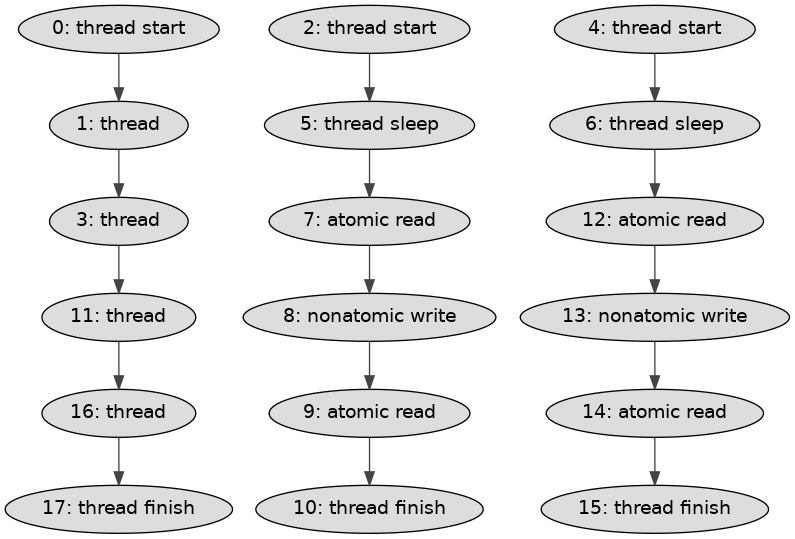 0: thread start
2: thread start
4: thread start
1: thread
5: thread sleep
6: thread sleep
3: thread
7: atomic read
12: atomic read
11: thread
8: nonatomic write
13: nonatomic write
16: thread
9: atomic read
14: atomic read
17: thread finish
10: thread finish
15: thread finish